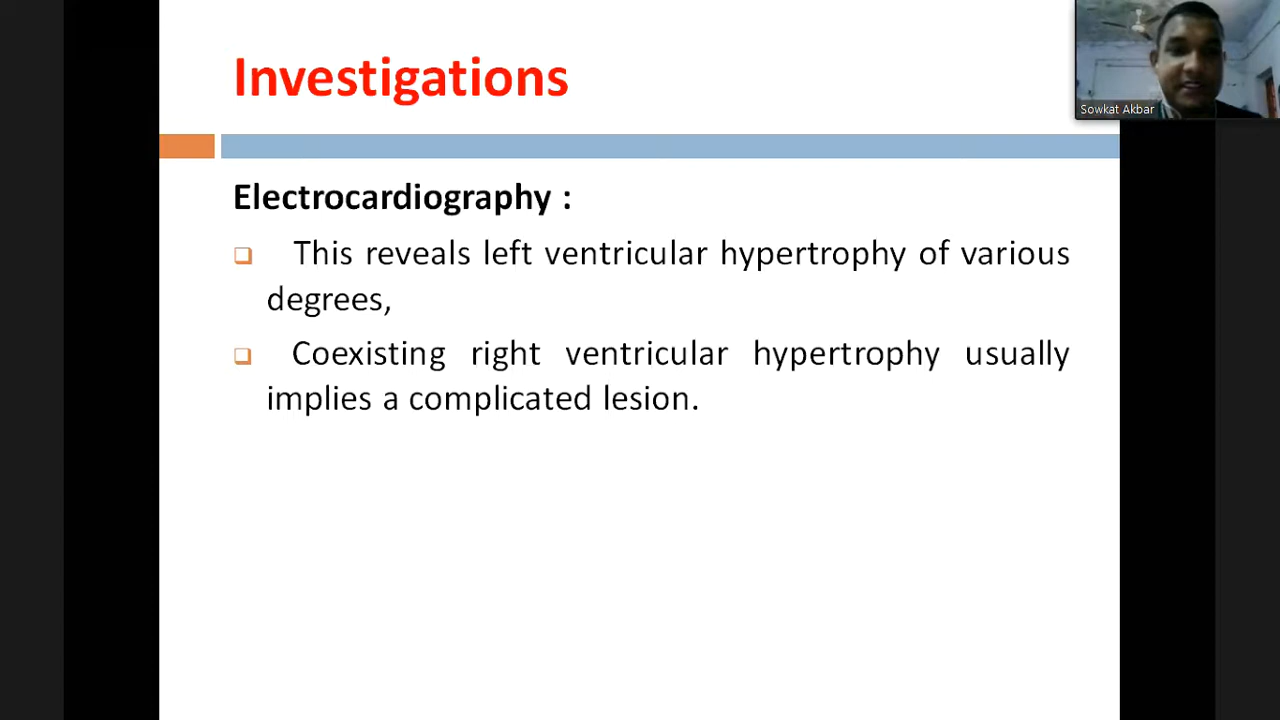 Investigations
Sowkat Akbar
Electrocardiography :
This reveals left ventricular hypertrophy of various
degrees,
Coexisting right ventricular hypertrophy usually
implies a complicated lesion.